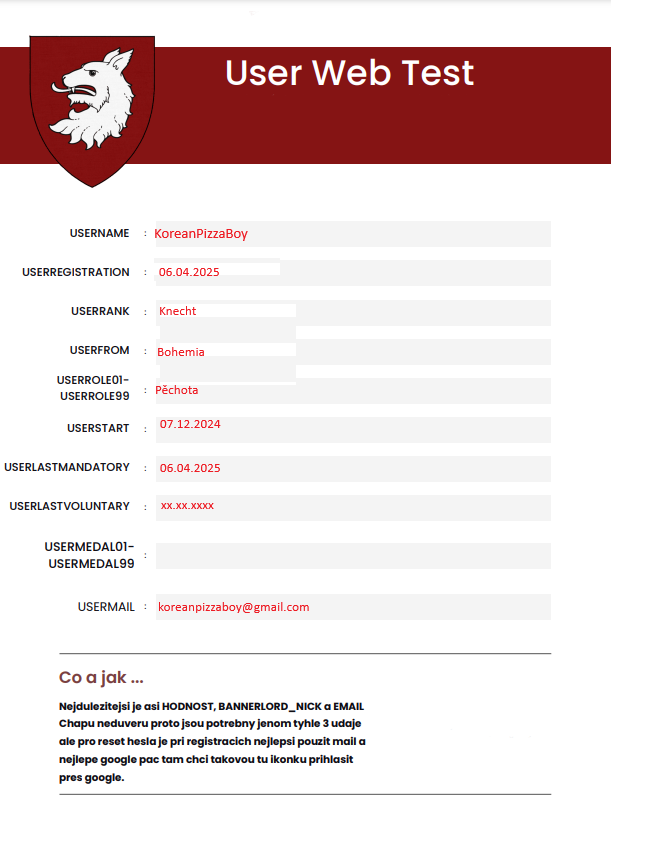 User Web Test
USERNAME : KoreanPizzaBoy
USERREGISTRATION : 06.04.2025
USERRANK : Knecht
USERFROM : Bohemia
USERROLE01-
USERROLE99 : Pěchota
USERSTART : 07.12.2024
USERLASTMANDATORY : 06.04.2025
USERLASTVOLUNTARY : xx.xx.xxxx
USERMEDAL01-
USERMEDAL99 :
USERMAIL : koreanpizzaboy@gmail.com
Co a jak ...
Nejdulezitejsi je asi HODNOST, BANNERLORD_NICK a EMAIL
Chapu neduveru proto jsou potrebny jenom tyhle 3 udaje
ale pro reset hesla je pri registracich nejlepsi pouzit mail a
nejlepe google pac tam chci takovou tu ikonku prihlasit
pres google.